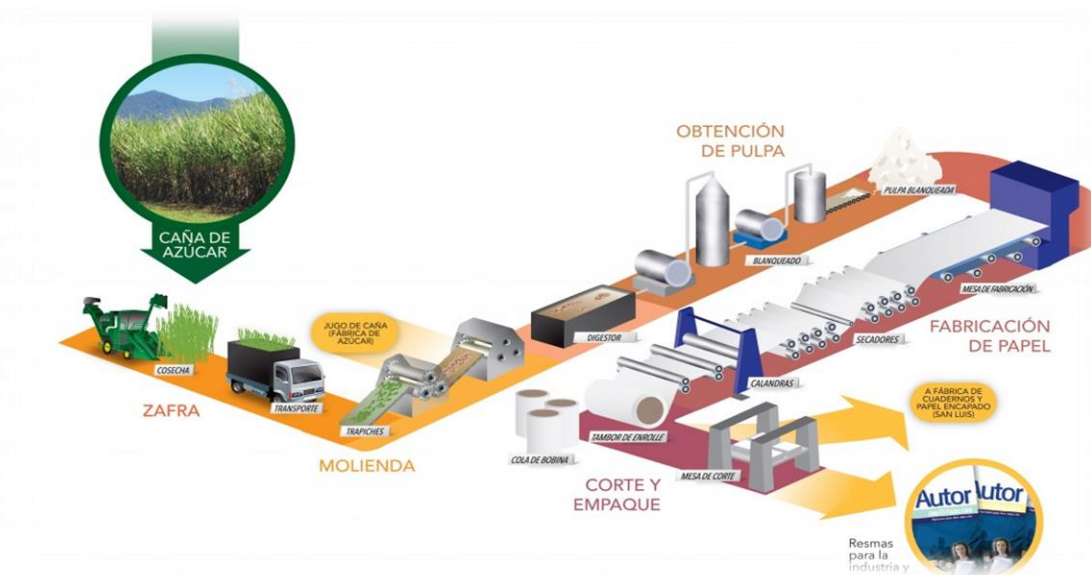 CAÑA DE
AZÚCAR
COSECHA
ZAFRA
TRANSPORTE
JUGO DE CAÑA
(FÁBRICA DE
AZÚCAR)
TRAPICHES
MOLIENDA
OBTENCIÓN
DE PULPA
DIGESTOR
BLANQUEADO
PULPA BLANQUEADA
MESA DE FABRICACIÓN
FABRICACIÓN
DE PAPEL
SECADORES
CALANDRAS
TAMBOR DE ENROLLE
COLA DE BOBINA
MESA DE CORTE
CORTE Y
EMPAQUE
A FÁBRICA DE
CUADERNOS Y
PAPEL ENCAPADO
(SAN LUIS)
Autor
Autor
Resmas
para la
industria y